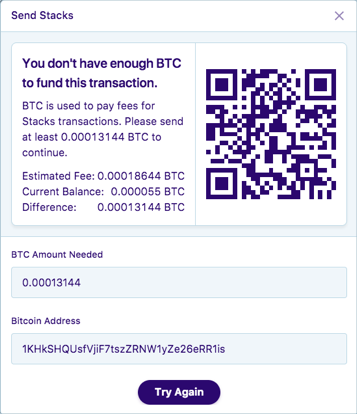 Send Stacks
You don't have enough BTC
to fund this transaction.
BTC is used to pay fees for
Stacks transactions. Please send
at least 0.00013144 BTC to
continue.
Estimated Fee: 0.00018644 BTC
Current Balance: 0.000055 BTC
Difference: 0.00013144 BTC
BTC Amount Needed
0.00013144
Bitcoin Address
1KHkSHQUsfVjiF7tszZRNW1yZe26eRR1is
Try Again